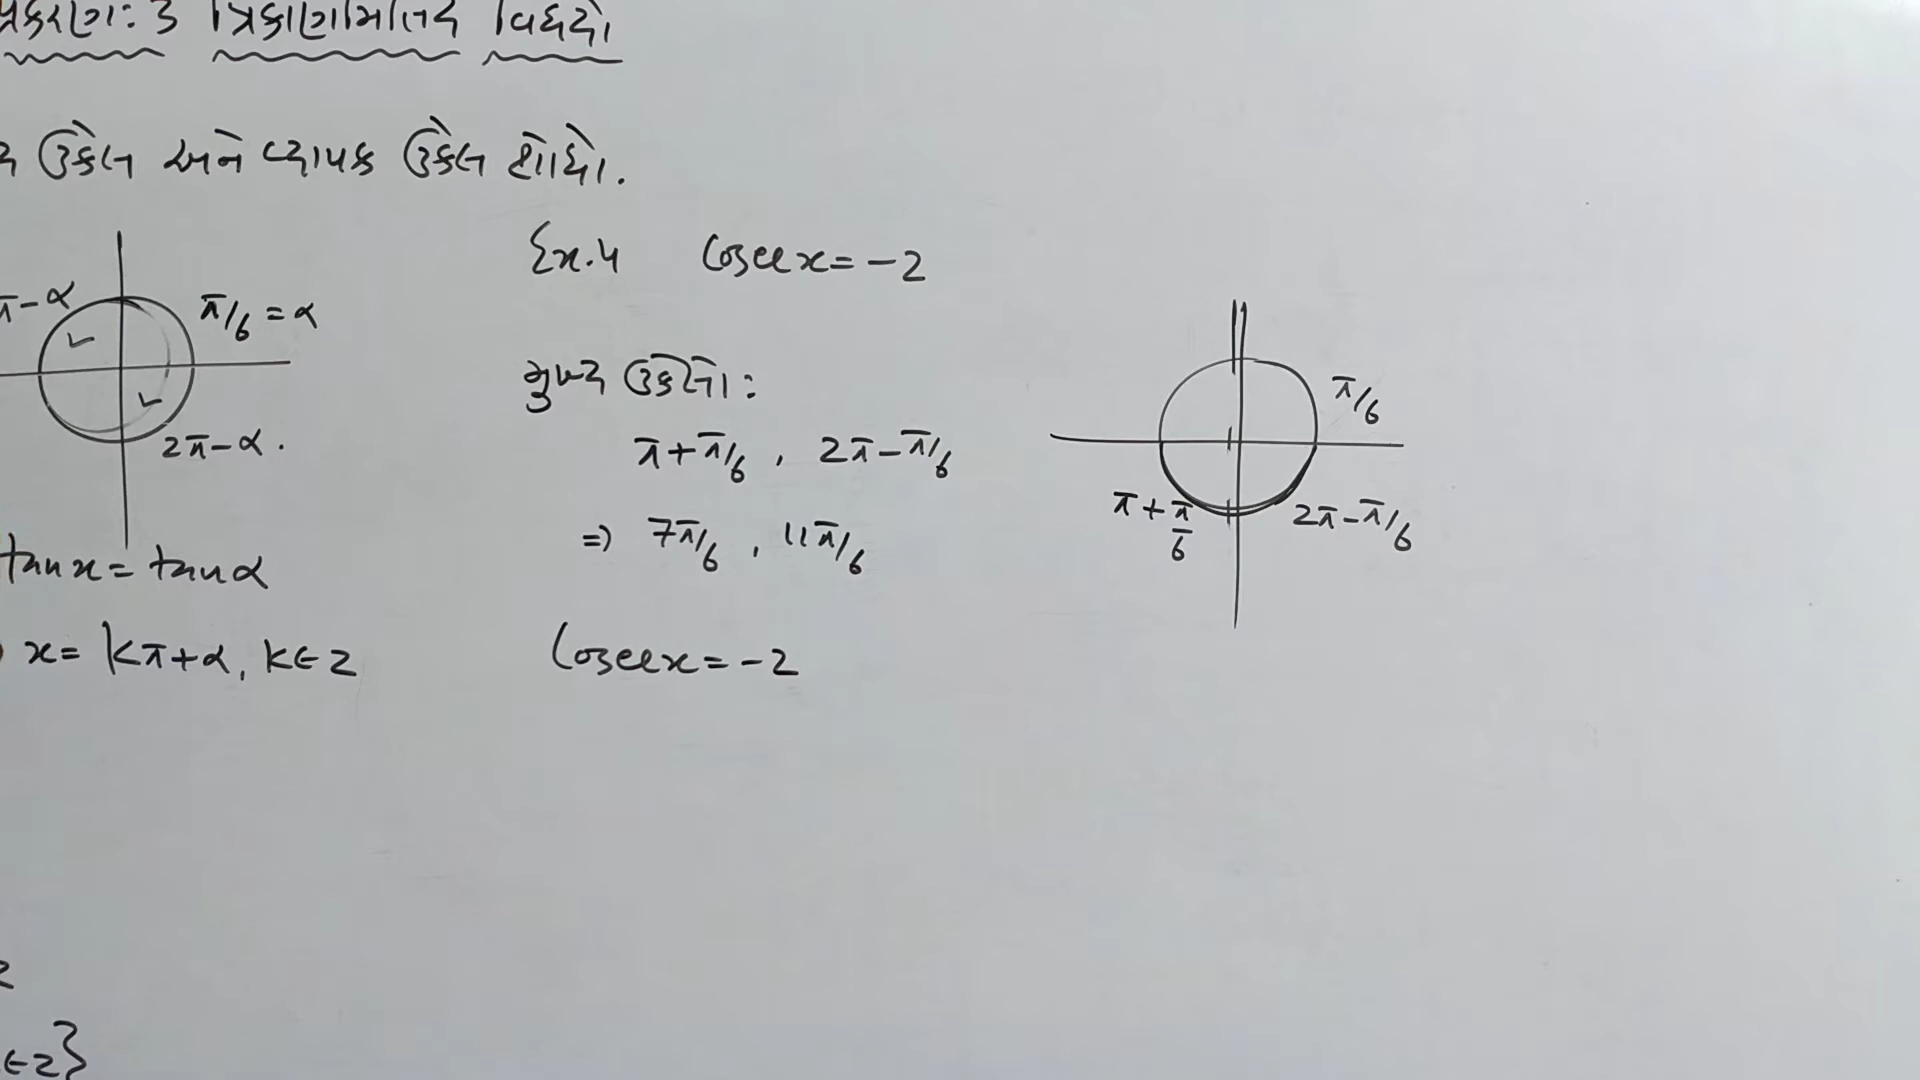 પ્રકરણ: 3 ત્રિકોણમિતિય વિધેયો
ઉકેલ અને વ્યાપક ઉકેલ શોધો.
π-α
π/6 = α
2π-α.
tan x = tan α
x = kπ+α, k∈Z
Ex.4 Cosec x = -2
મુખ્ય ઉકેલો:
π+π/6 , 2π-π/6
=> 7π/6 , 11π/6
Cosec x = -2
π/6
π+π/6
2π-π/6
∈Z}